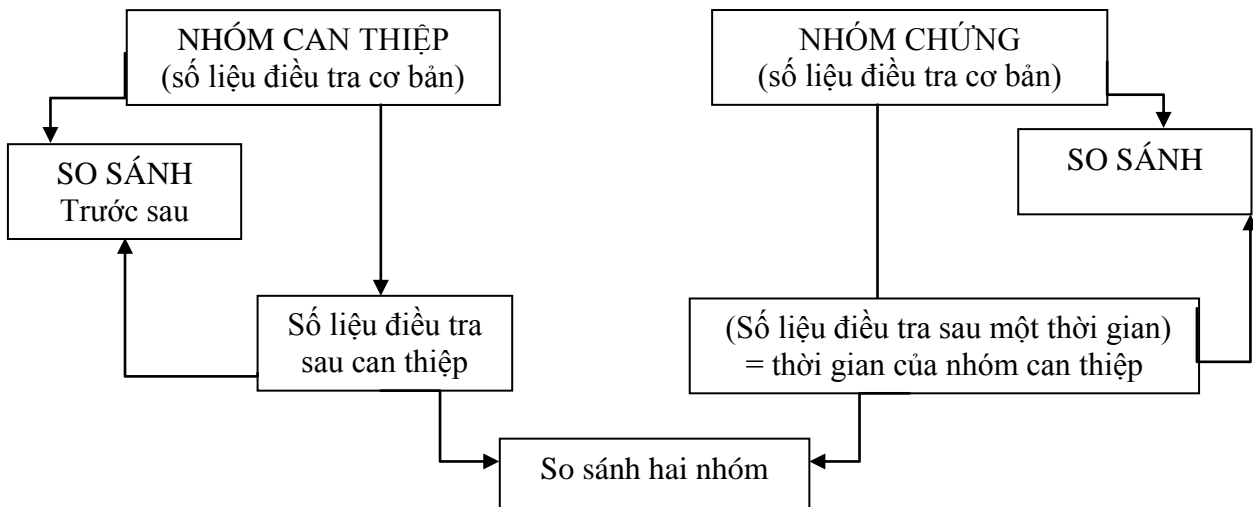 NHÓM CAN THIỆP
(số liệu điều tra cơ bản)
NHÓM CHỨNG
(số liệu điều tra cơ bản)
SO SÁNH
Trước sau
SO SÁNH
Số liệu điều tra
sau can thiệp
(Số liệu điều tra sau một thời gian)
= thời gian của nhóm can thiệp
So sánh hai nhóm